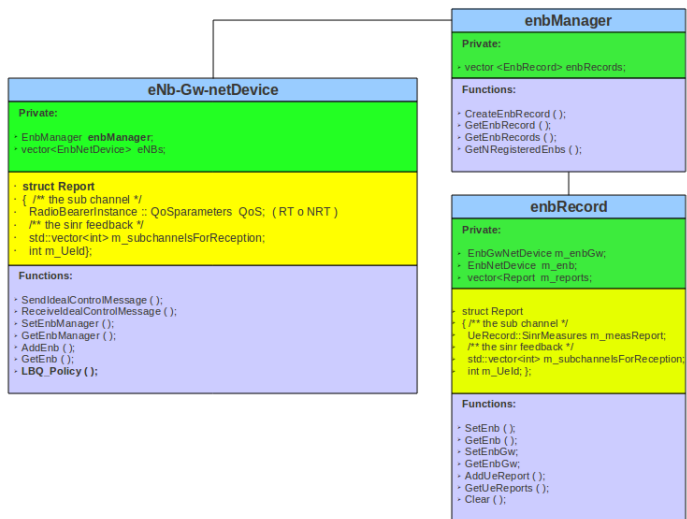 eNb-Gw-netDevice
Private:
EnbManager enbManager;
vector<EnbNetDevice> eNBs;
struct Report
{ /** the sub channel */
RadioBearerInstance :: QoSparameters QoS; ( RT o NRT )
/** the sinr feedback */
std::vector<int> m_subchannelsForReception;
int m_UeId};
Functions:
SendIdealControlMessage ( );
ReceiveIdealControlMessage ( );
SetEnbManager ( );
GetEnbManager ( );
AddEnb ( );
GetEnb ( );
LBQ_Policy ( );
enbManager
Private:
vector <EnbRecord> enbRecords;
Functions:
CreateEnbRecord ( );
GetEnbRecord ( );
GetEnbRecords ( );
GetNRegisteredEnbs ( );
enbRecord
Private:
EnbGwNetDevice m_enbGw;
EnbNetDevice m_enb;
vector<Report m_reports;
struct Report
{ /** the sub channel */
UeRecord::SinrMeasures m_measReport;
/** the sinr feedback */
std::vector<int> m_subchannelsForReception;
int m_UeId; };
Functions:
SetEnb ( );
GetEnb ( );
SetEnbGw;
GetEnbGw;
AddUeReport ( );
GetUeReports ( );
Clear ( );